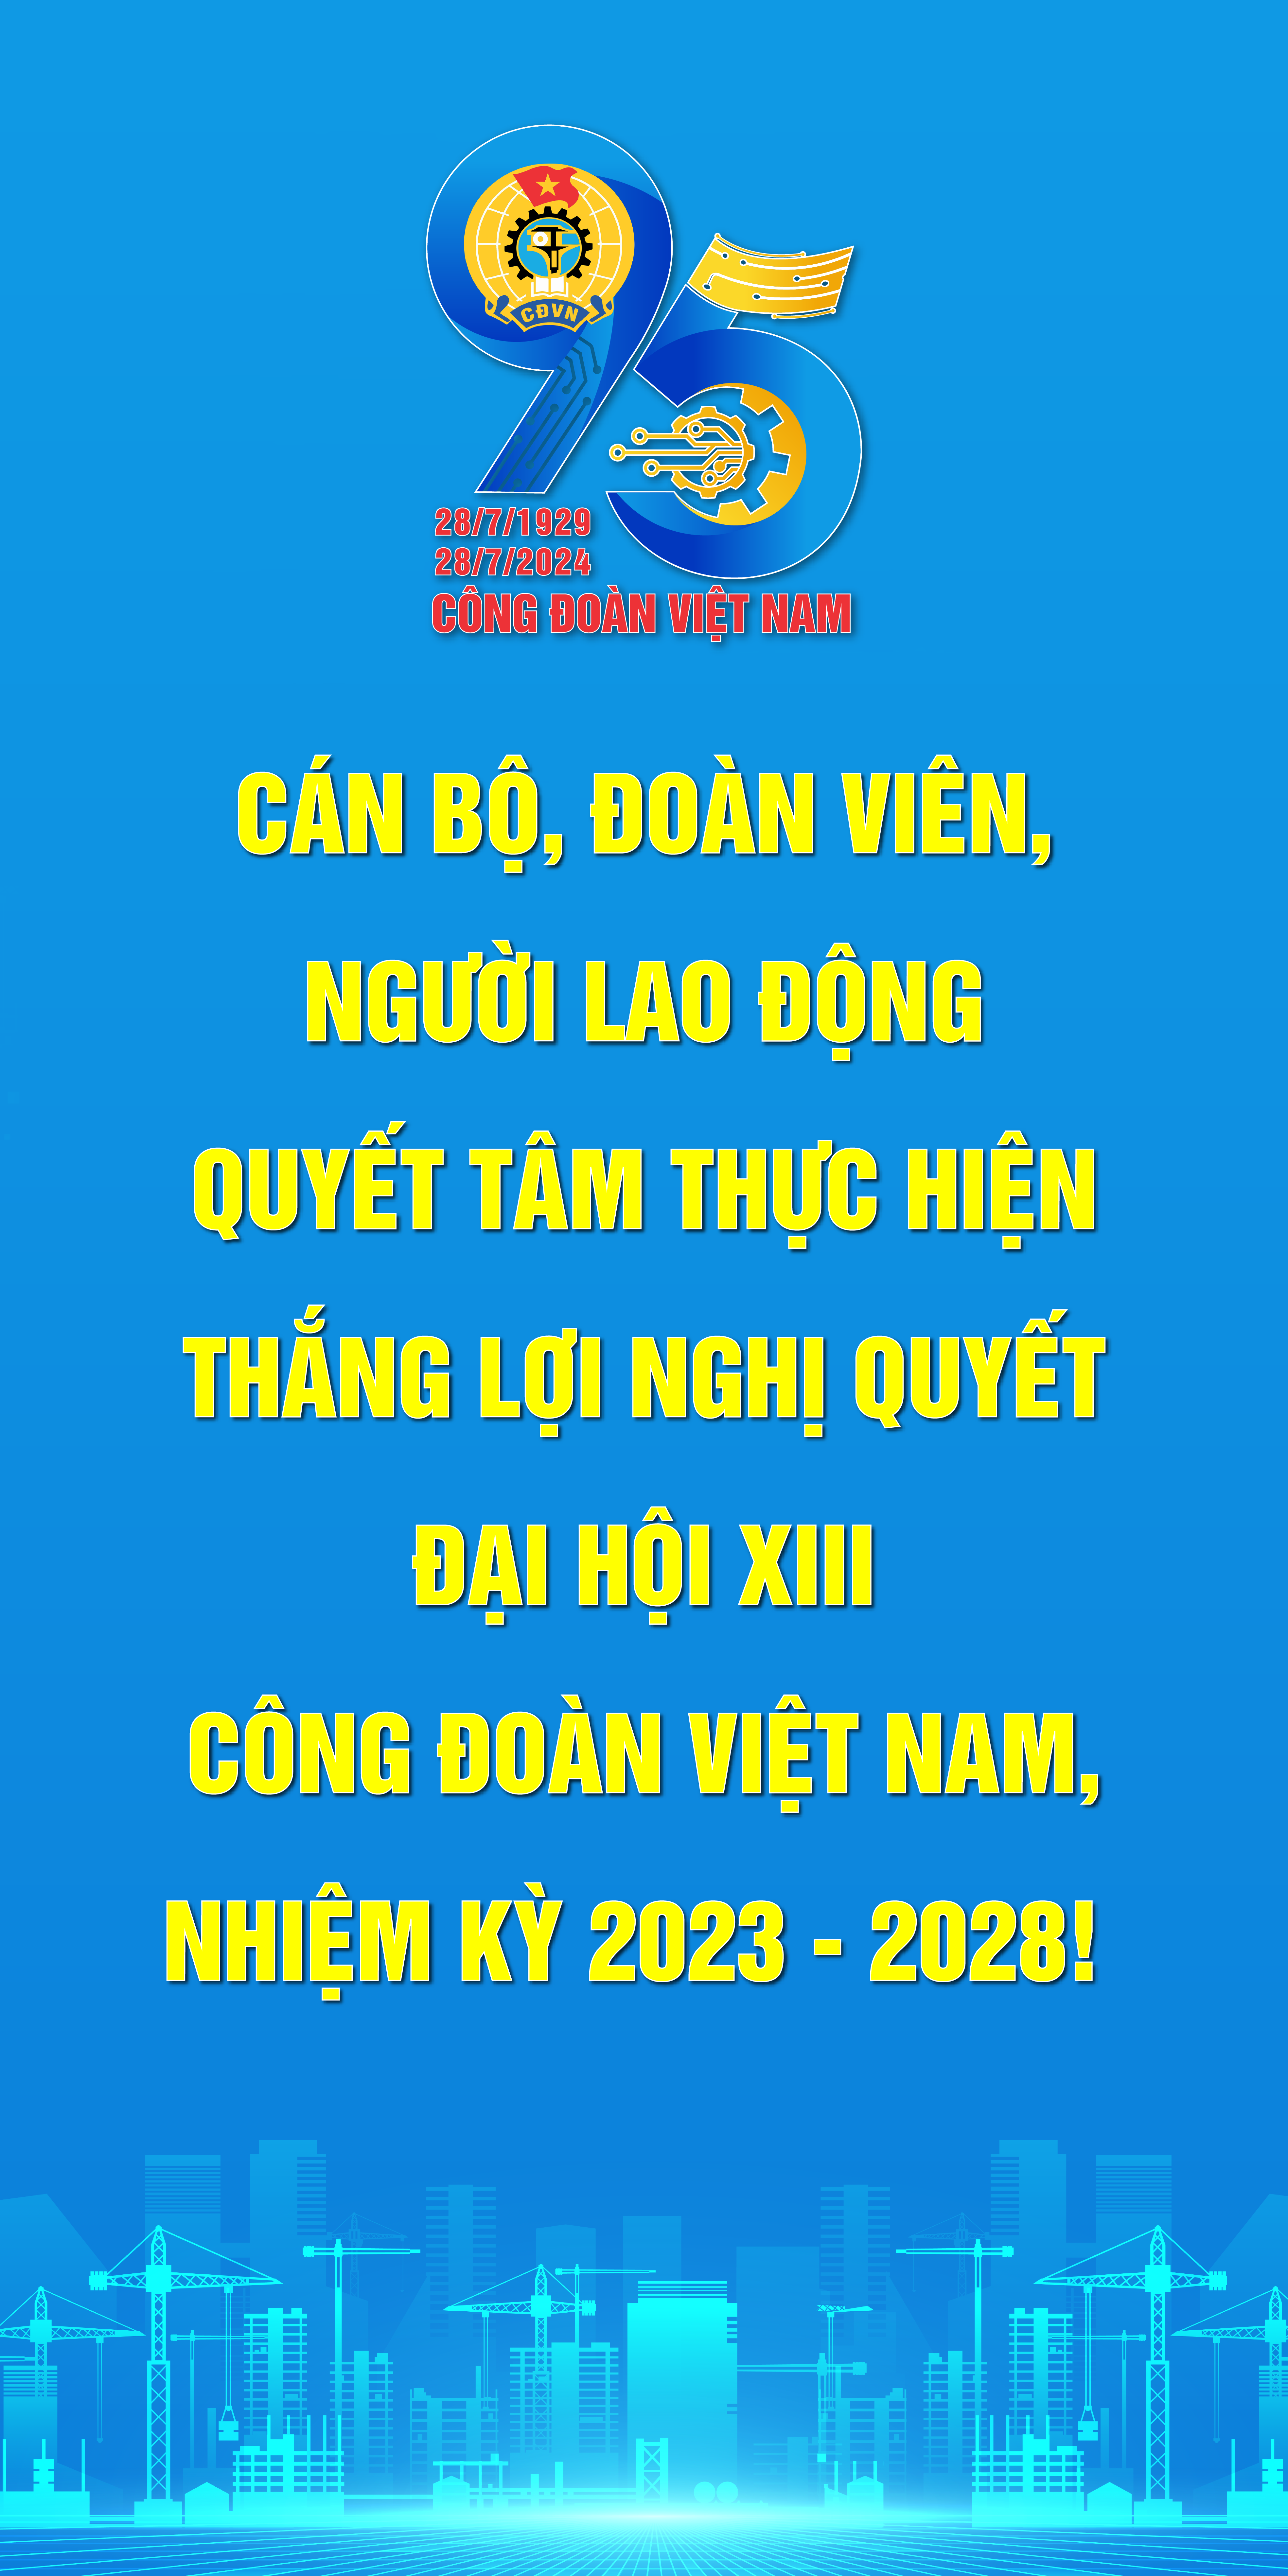 95
CĐVN
28/7/1929
28/7/2024
CÔNG ĐOÀN VIỆT NAM
CÁN BỘ, ĐOÀN VIÊN,
NGƯỜI LAO ĐỘNG
QUYẾT TÂM THỰC HIỆN
THẮNG LỢI NGHỊ QUYẾT
ĐẠI HỘI XIII
CÔNG ĐOÀN VIỆT NAM,
NHIỆM KỲ 2023 - 2028!